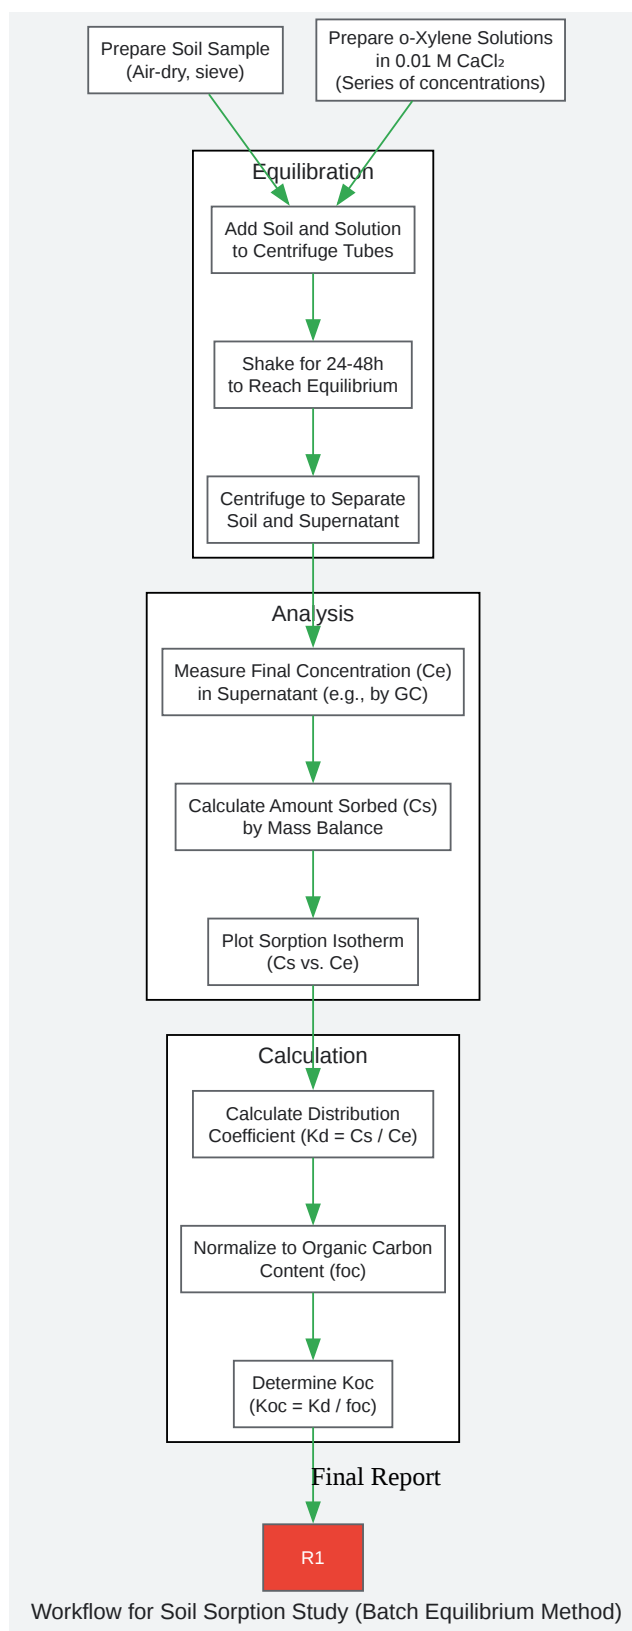 Prepare Soil Sample
(Air-dry, sieve)
Prepare o-Xylene Solutions
in 0.01 M CaCl₂
(Series of concentrations)
Equilibration
Add Soil and Solution
to Centrifuge Tubes
Shake for 24-48h
to Reach Equilibrium
Centrifuge to Separate
Soil and Supernatant
Analysis
Measure Final Concentration (Ce)
in Supernatant (e.g., by GC)
Calculate Amount Sorbed (Cs)
by Mass Balance
Plot Sorption Isotherm
(Cs vs. Ce)
Calculation
Calculate Distribution
Coefficient (Kd = Cs / Ce)
Normalize to Organic Carbon
Content (foc)
Determine Koc
(Koc = Kd / foc)
Final Report
R1
Workflow for Soil Sorption Study (Batch Equilibrium Method)